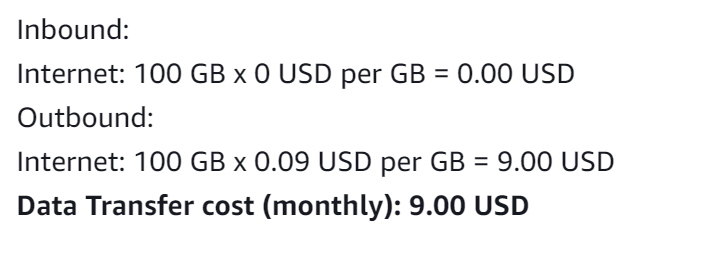 Inbound:
Internet: 100 GB x 0 USD per GB = 0.00 USD
Outbound:
Internet: 100 GB x 0.09 USD per GB = 9.00 USD
Data Transfer cost (monthly): 9.00 USD